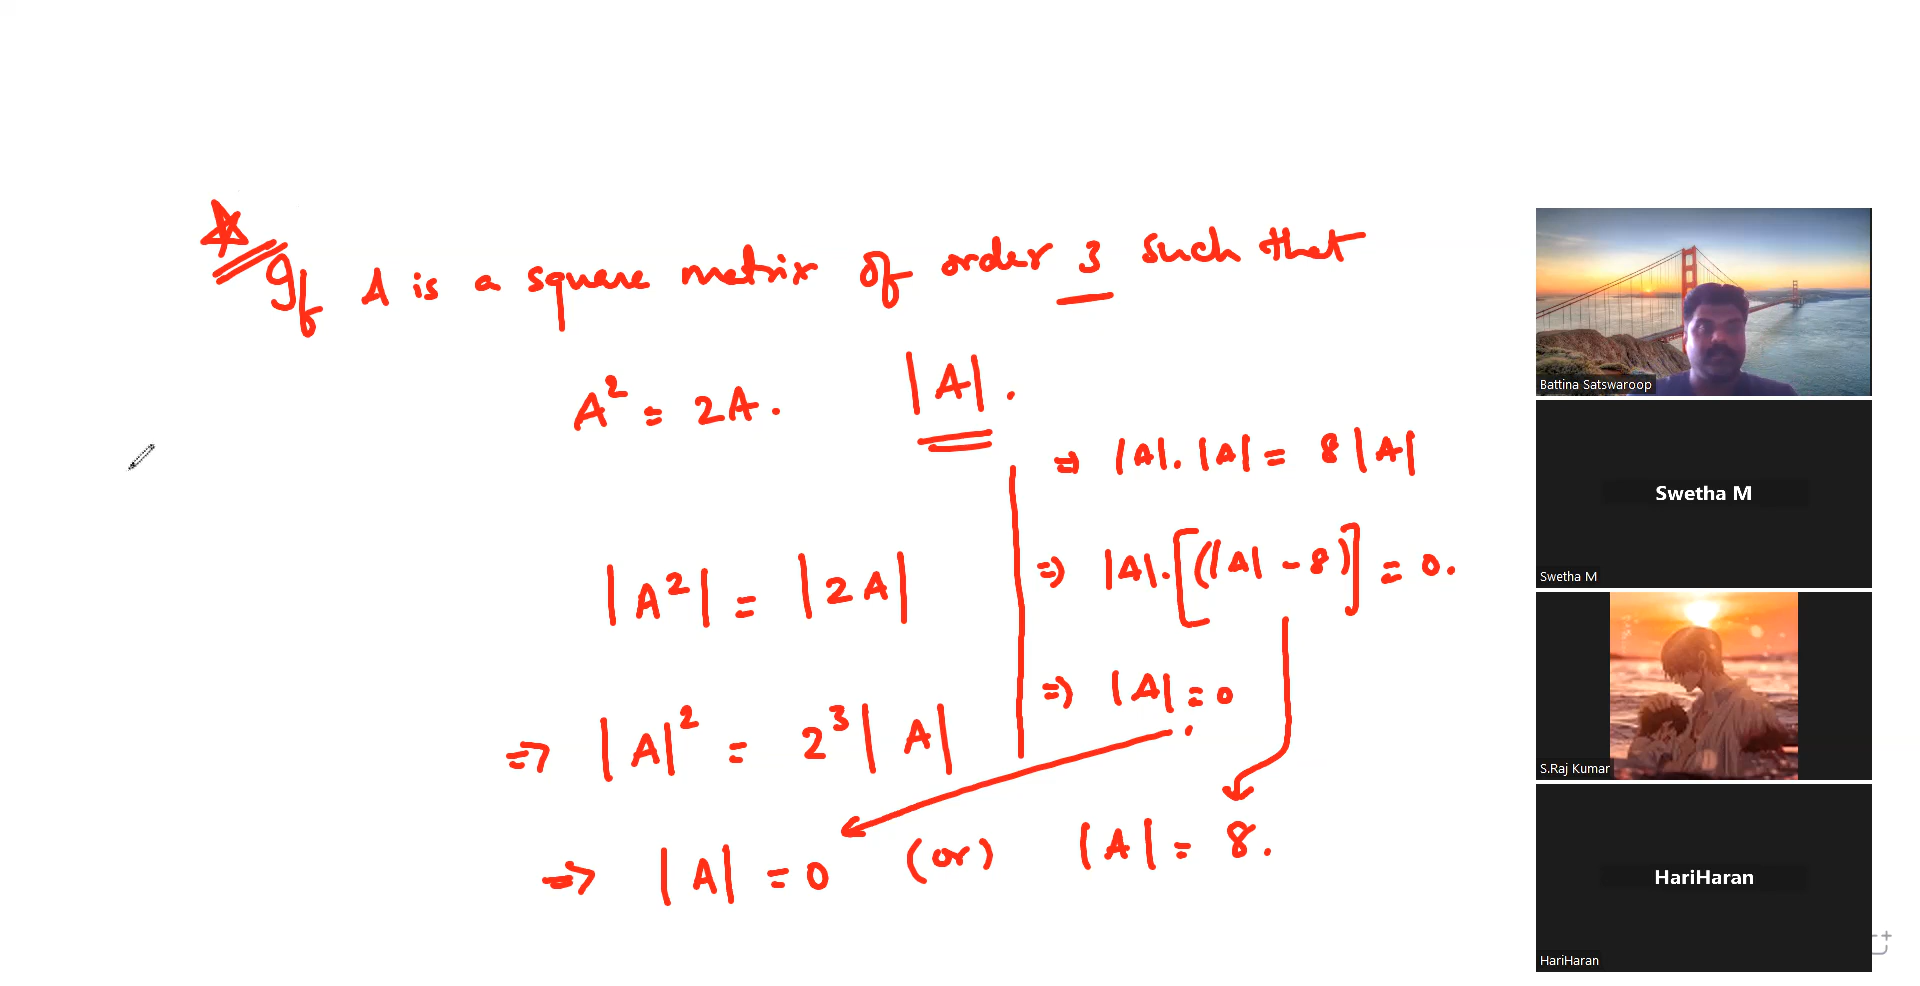 If A is a square matrix of order 3 such that
A² = 2A. |A|.
|A²| = |2A|
⇒ |A|² = 2³|A|
⇒ |A|.|A| = 8|A|
⇒ |A|.[(|A| - 8)] = 0.
⇒ |A| = 0.
⇒ |A| = 0 (or) |A| = 8.
Battina Satswaroop
Swetha M
Swetha M
S.Raj Kumar
HariHaran
HariHaran